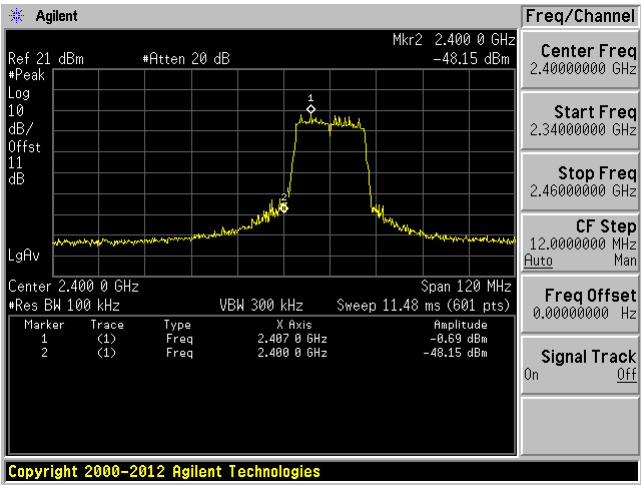 Agilent
Freq/Channel
Mkr2 2.400 0 GHz
Ref 21 dBm #Atten 20 dB -48.15 dBm
#Peak
Log
10
dB/
Offst
11
dB
LgAv
1
2
Center 2.400 0 GHz Span 120 MHz
#Res BW 100 kHz VBW 300 kHz Sweep 11.48 ms (601 pts)
Marker Trace Type X Axis Amplitude
1 (1) Freq 2.407 0 GHz -0.69 dBm
2 (1) Freq 2.400 0 GHz -48.15 dBm
Center Freq
2.40000000 GHz
Start Freq
2.34000000 GHz
Stop Freq
2.46000000 GHz
CF Step
12.0000000 MHz
Auto Man
Freq Offset
0.00000000 Hz
Signal Track
On Off
Copyright 2000-2012 Agilent Technologies